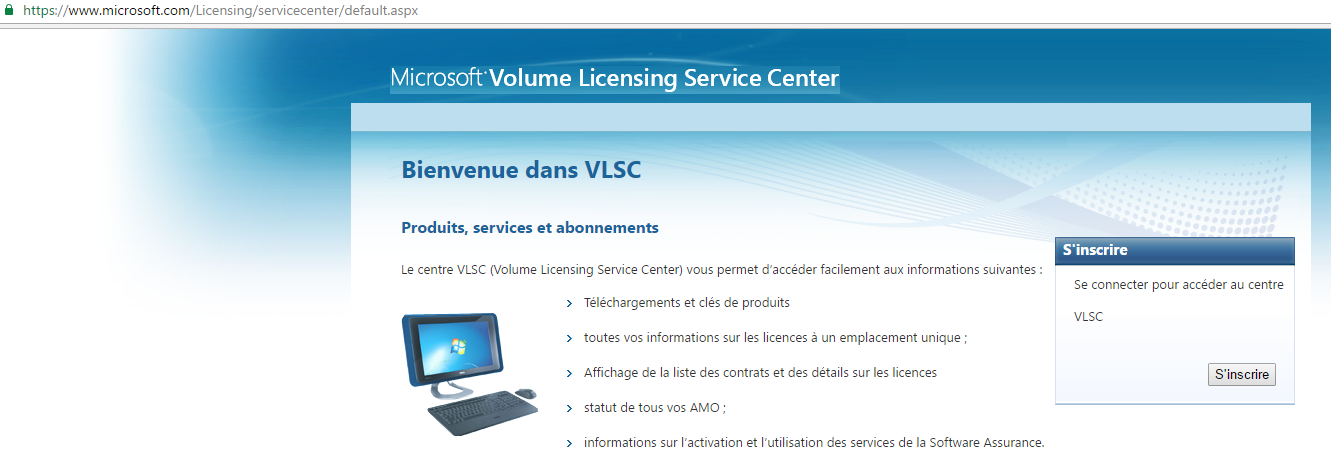 https://www.microsoft.com/Licensing/servicecenter/default.aspx
Microsoft® Volume Licensing Service Center
Bienvenue dans VLSC
Produits, services et abonnements
Le centre VLSC (Volume Licensing Service Center) vous permet d'accéder facilement aux informations suivantes :
Téléchargements et clés de produits
toutes vos informations sur les licences à un emplacement unique ;
Affichage de la liste des contrats et des détails sur les licences
statut de tous vos AMO ;
informations sur l'activation et l'utilisation des services de la Software Assurance.
S'inscrire
Se connecter pour accéder au centre
VLSC
S'inscrire